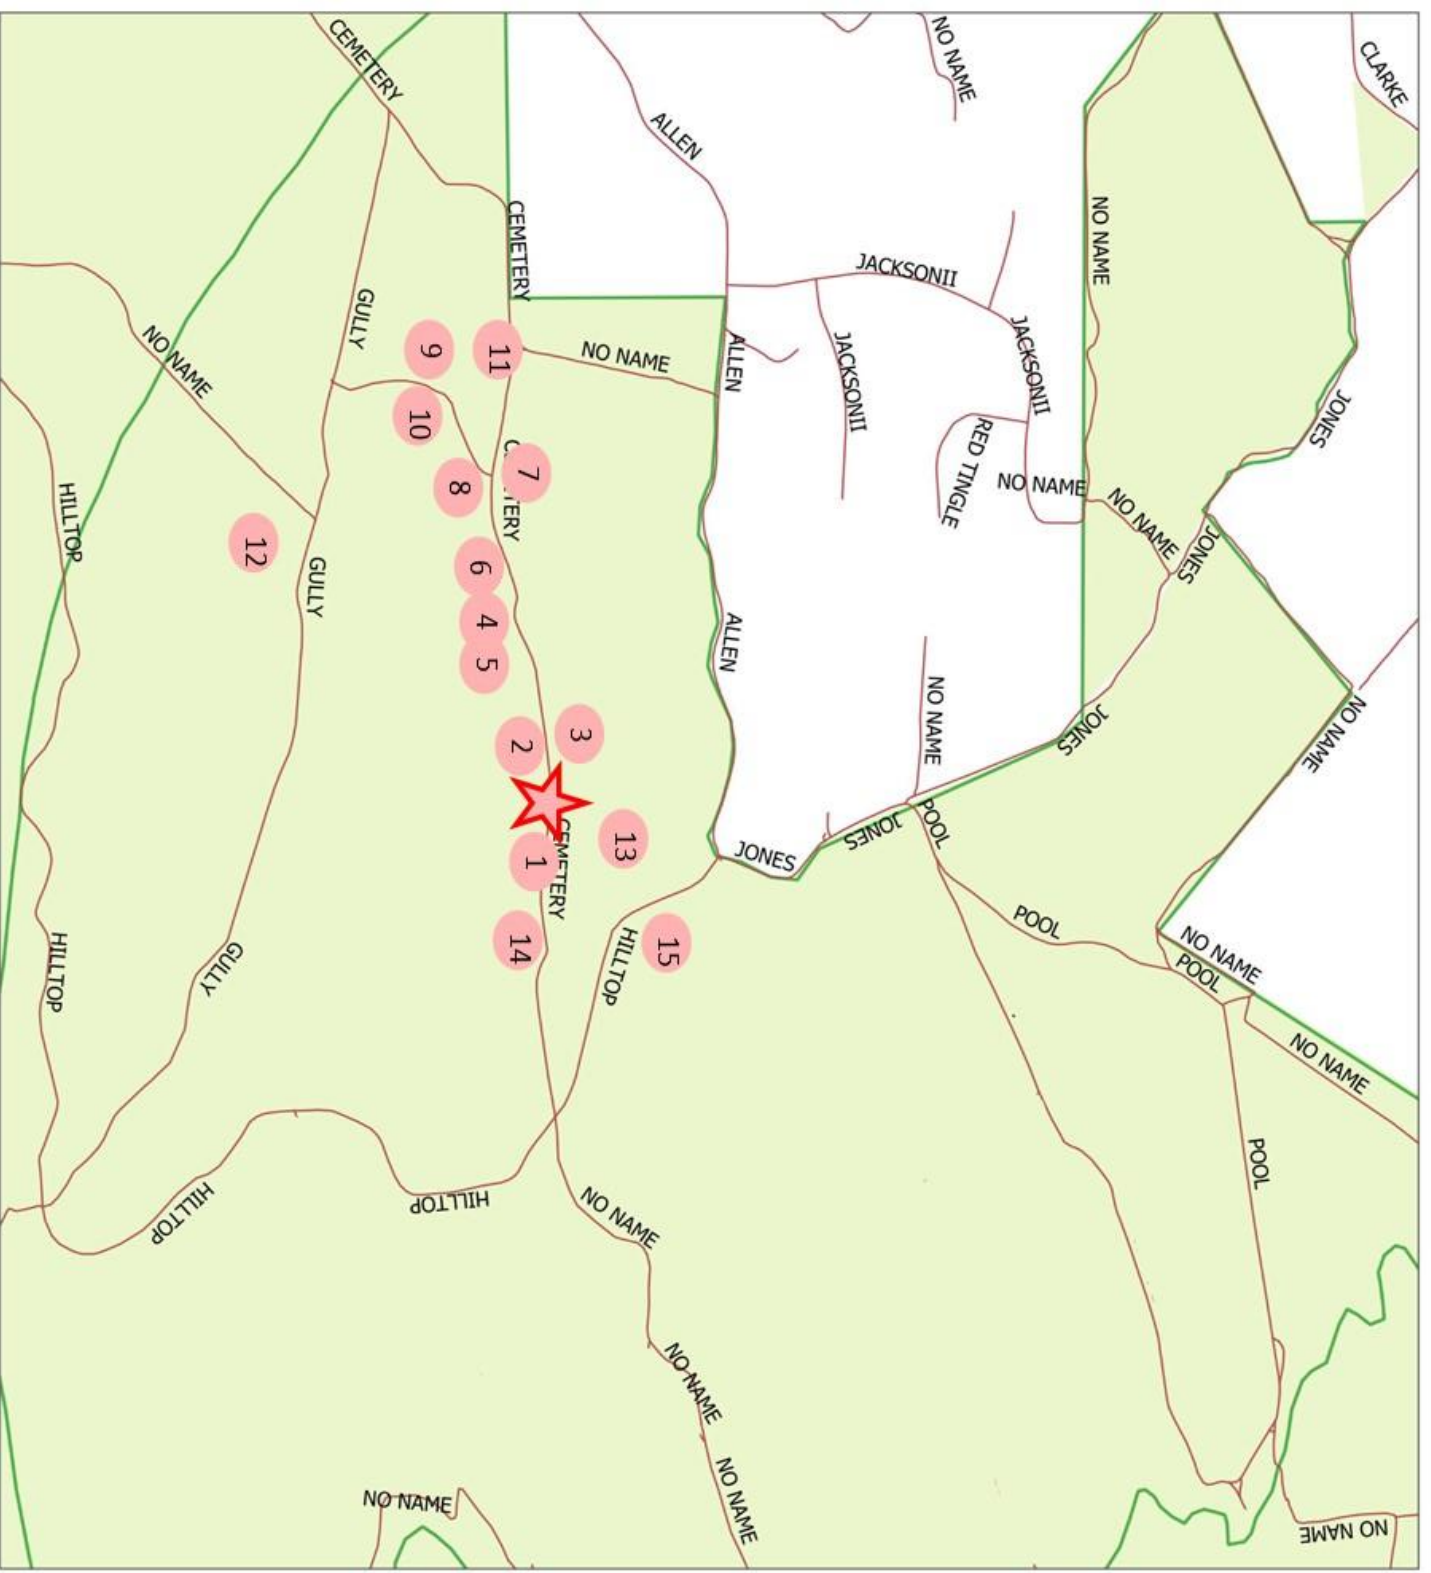 CEMETERY
NO NAME
CLARKE
ALLEN
CEMETERY
NO NAME
JACKSONII
GULLY
NO NAME
9
11
NO NAME
ALLEN
JACKSONII
JACKSONII
JONES
10
RED TINGLE
NO NAME
HILLTOP
8
7
CEMETERY
NO NAME
JONES
12
GULLY
6
4
5
ALLEN
NO NAME
JONES
NO NAME
2
3
POOL
JONES
1
CEMETERY
13
JONES
POOL
HILLTOP
GULLY
14
HILLTOP
15
NO NAME
POOL
NO NAME
HILLTOP
HILLTOP
NO NAME
POOL
NO NAME
NO NAME
NO NAME
NO NAME